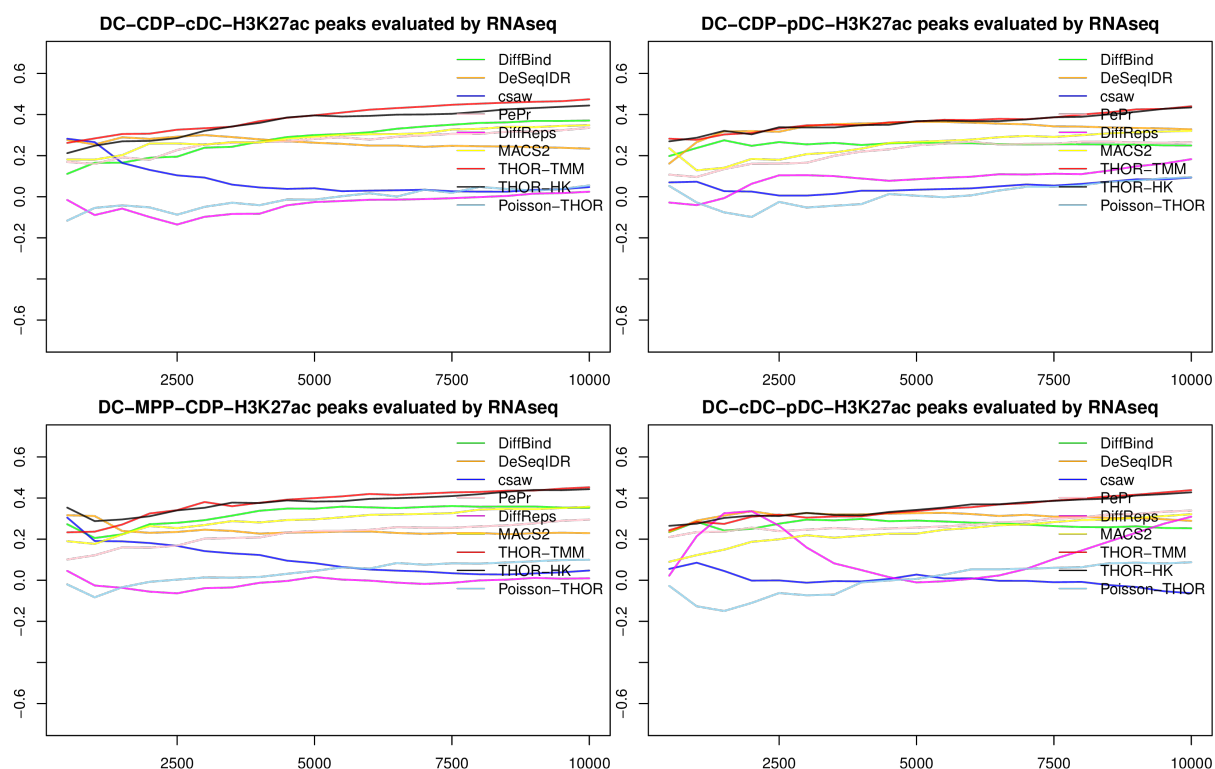 DC−CDP−cDC−H3K27ac peaks evaluated by RNAseq
0.6
0.4
0.2
0.0
−0.2
−0.6
DiffBind
DeSeqIDR
csaw
PePr
DiffReps
MACS2
THOR−TMM
THOR−HK
Poisson−THOR
2500
5000
7500
10000
DC−CDP−pDC−H3K27ac peaks evaluated by RNAseq
0.6
0.4
0.2
0.0
−0.2
−0.6
DiffBind
DeSeqIDR
csaw
PePr
DiffReps
MACS2
THOR−TMM
THOR−HK
Poisson−THOR
2500
5000
7500
10000
DC−MPP−CDP−H3K27ac peaks evaluated by RNAseq
0.6
0.4
0.2
0.0
−0.2
−0.6
DiffBind
DeSeqIDR
csaw
PePr
DiffReps
MACS2
THOR−TMM
THOR−HK
Poisson−THOR
2500
5000
7500
10000
DC−cDC−pDC−H3K27ac peaks evaluated by RNAseq
0.6
0.4
0.2
0.0
−0.2
−0.6
DiffBind
DeSeqIDR
csaw
PePr
DiffReps
MACS2
THOR−TMM
THOR−HK
Poisson−THOR
2500
5000
7500
10000